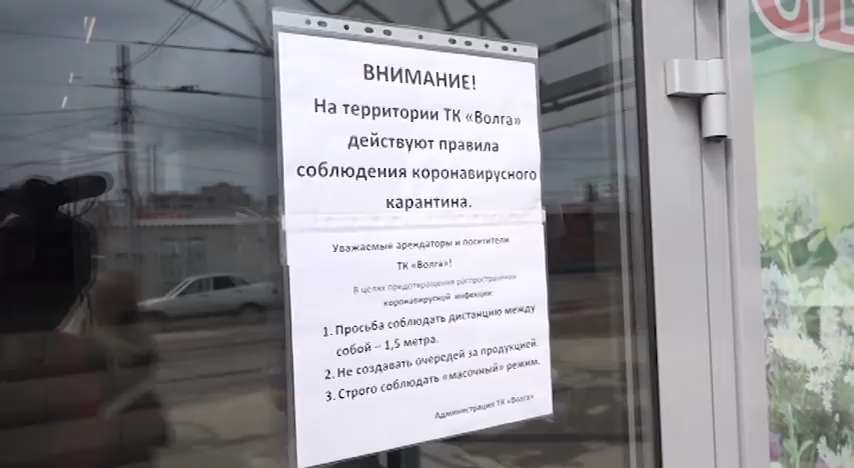 ВНИМАНИЕ!
На территории ТК «Волга»
действуют правила
соблюдения коронавирусного
карантина.
Уважаемый арендаторы и поситители
ТК «Волга»!
В целях предотвращения распространения
коронавирусной инфекции:
1. Просьба соблюдать дистанцию между
собой – 1,5 метра.
2. Не создавать очередей за продукцией.
3. Строго соблюдать «масочный» режим.
Администрация ТК «Волга»